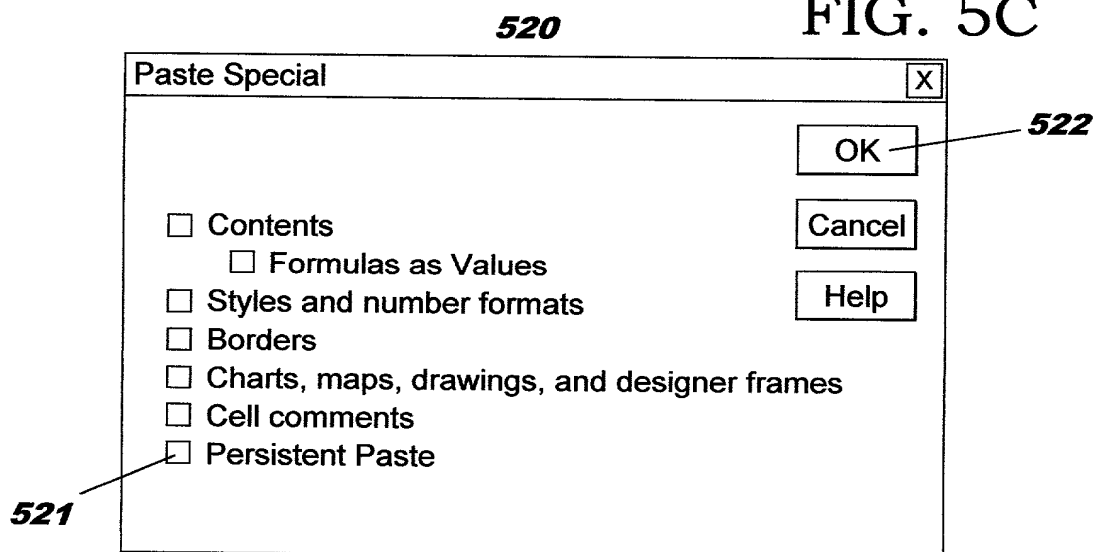 FIG. 5C
520
Paste Special
X
OK
522
Contents
Cancel
Formulas as Values
Styles and number formats
Help
Borders
Charts, maps, drawings, and designer frames
Cell comments
Persistent Paste
521